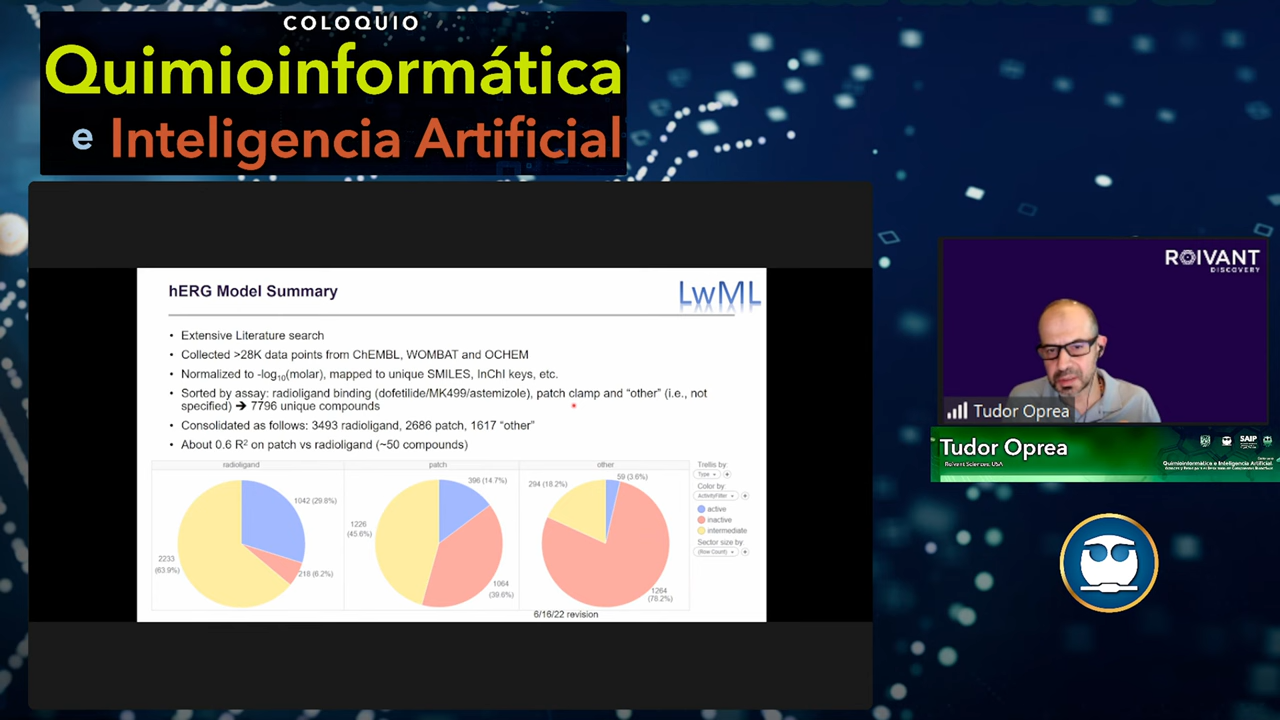 COLOQUIO
Quimioinformática
e Inteligencia Artificial
hERG Model Summary
LwML
• Extensive Literature search
• Collected >28K data points from ChEMBL, WOMBAT and OCHEM
• Normalized to -log10(molar), mapped to unique SMILES, InChI keys, etc.
• Sorted by assay: radioligand binding (dofetilide/MK499/astemizole), patch clamp and “other” (i.e., not
specified) ➔ 7796 unique compounds
• Consolidated as follows: 3493 radioligand, 2686 patch, 1617 “other”
• About 0.6 R2 on patch vs radioligand (~50 compounds)
radioligand
1042 (29.8%)
218 (6.2%)
2233
(63.9%)
patch
396 (14.7%)
1226
(45.6%)
1064
(39.6%)
other
59 (3.6%)
294 (18.2%)
1264
(78.2%)
Trellis by:
Type
Color by
ActivityFilter
active
inactive
intermediate
Sector size by:
(Row Count)
6/16/22 revision
ROIVANT
DISCOVERY
Tudor Oprea
Tudor Oprea
Roivant Sciences, USA
SAIP
Quimioinformática e Inteligencia Artificial